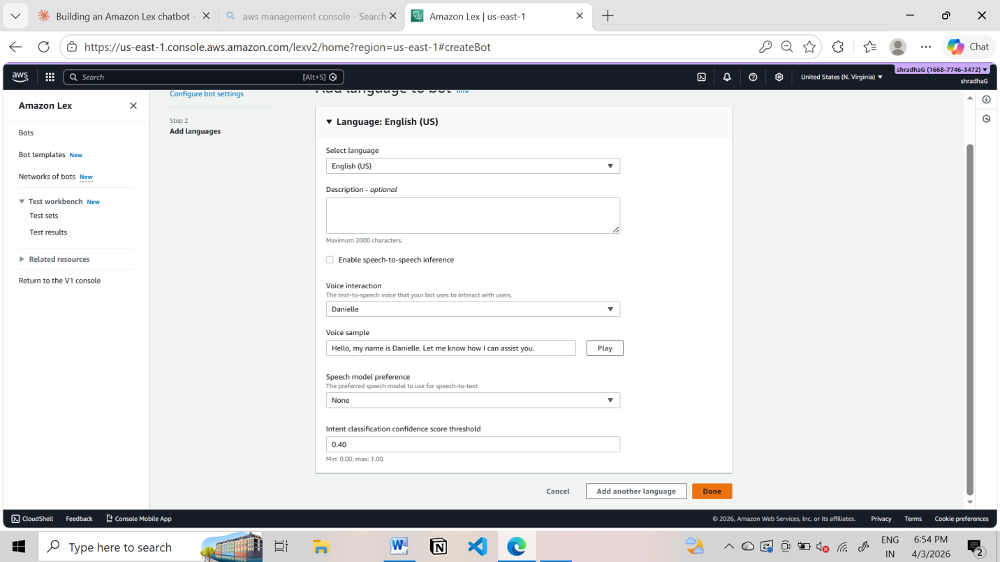 Building an Amazon Lex chatbot -
aws management console - Search
Amazon Lex | us-east-1
https://us-east-1.console.aws.amazon.com/lexv2/home?region=us-east-1#createBot
Chat
aws
Search
[Alt+S]
United States (N. Virginia)
shradhaG (1668-7746-3472)
shradhaG
Amazon Lex
Bots
Bot templates New
Networks of bots New
Test workbench New
Test sets
Test results
Related resources
Return to the V1 console
Configure bot settings
Step 2
Add languages
Add language to bot Info
Language: English (US)
Select language
English (US)
Description - optional
Maximum 2000 characters.
Enable speech-to-speech inference
Voice interaction
The text-to-speech voice that your bot uses to interact with users.
Danielle
Voice sample
Hello, my name is Danielle. Let me know how I can assist you.
Play
Speech model preference
The preferred speech model to use for speech-to-text
None
Intent classification confidence score threshold
0.40
Min: 0.00, max: 1.00.
Cancel
Add another language
Done
CloudShell
Feedback
Console Mobile App
© 2026, Amazon Web Services, Inc. or its affiliates.
Privacy
Terms
Cookie preferences
Type here to search
ENG
IN
6:54 PM
4/3/2026
2